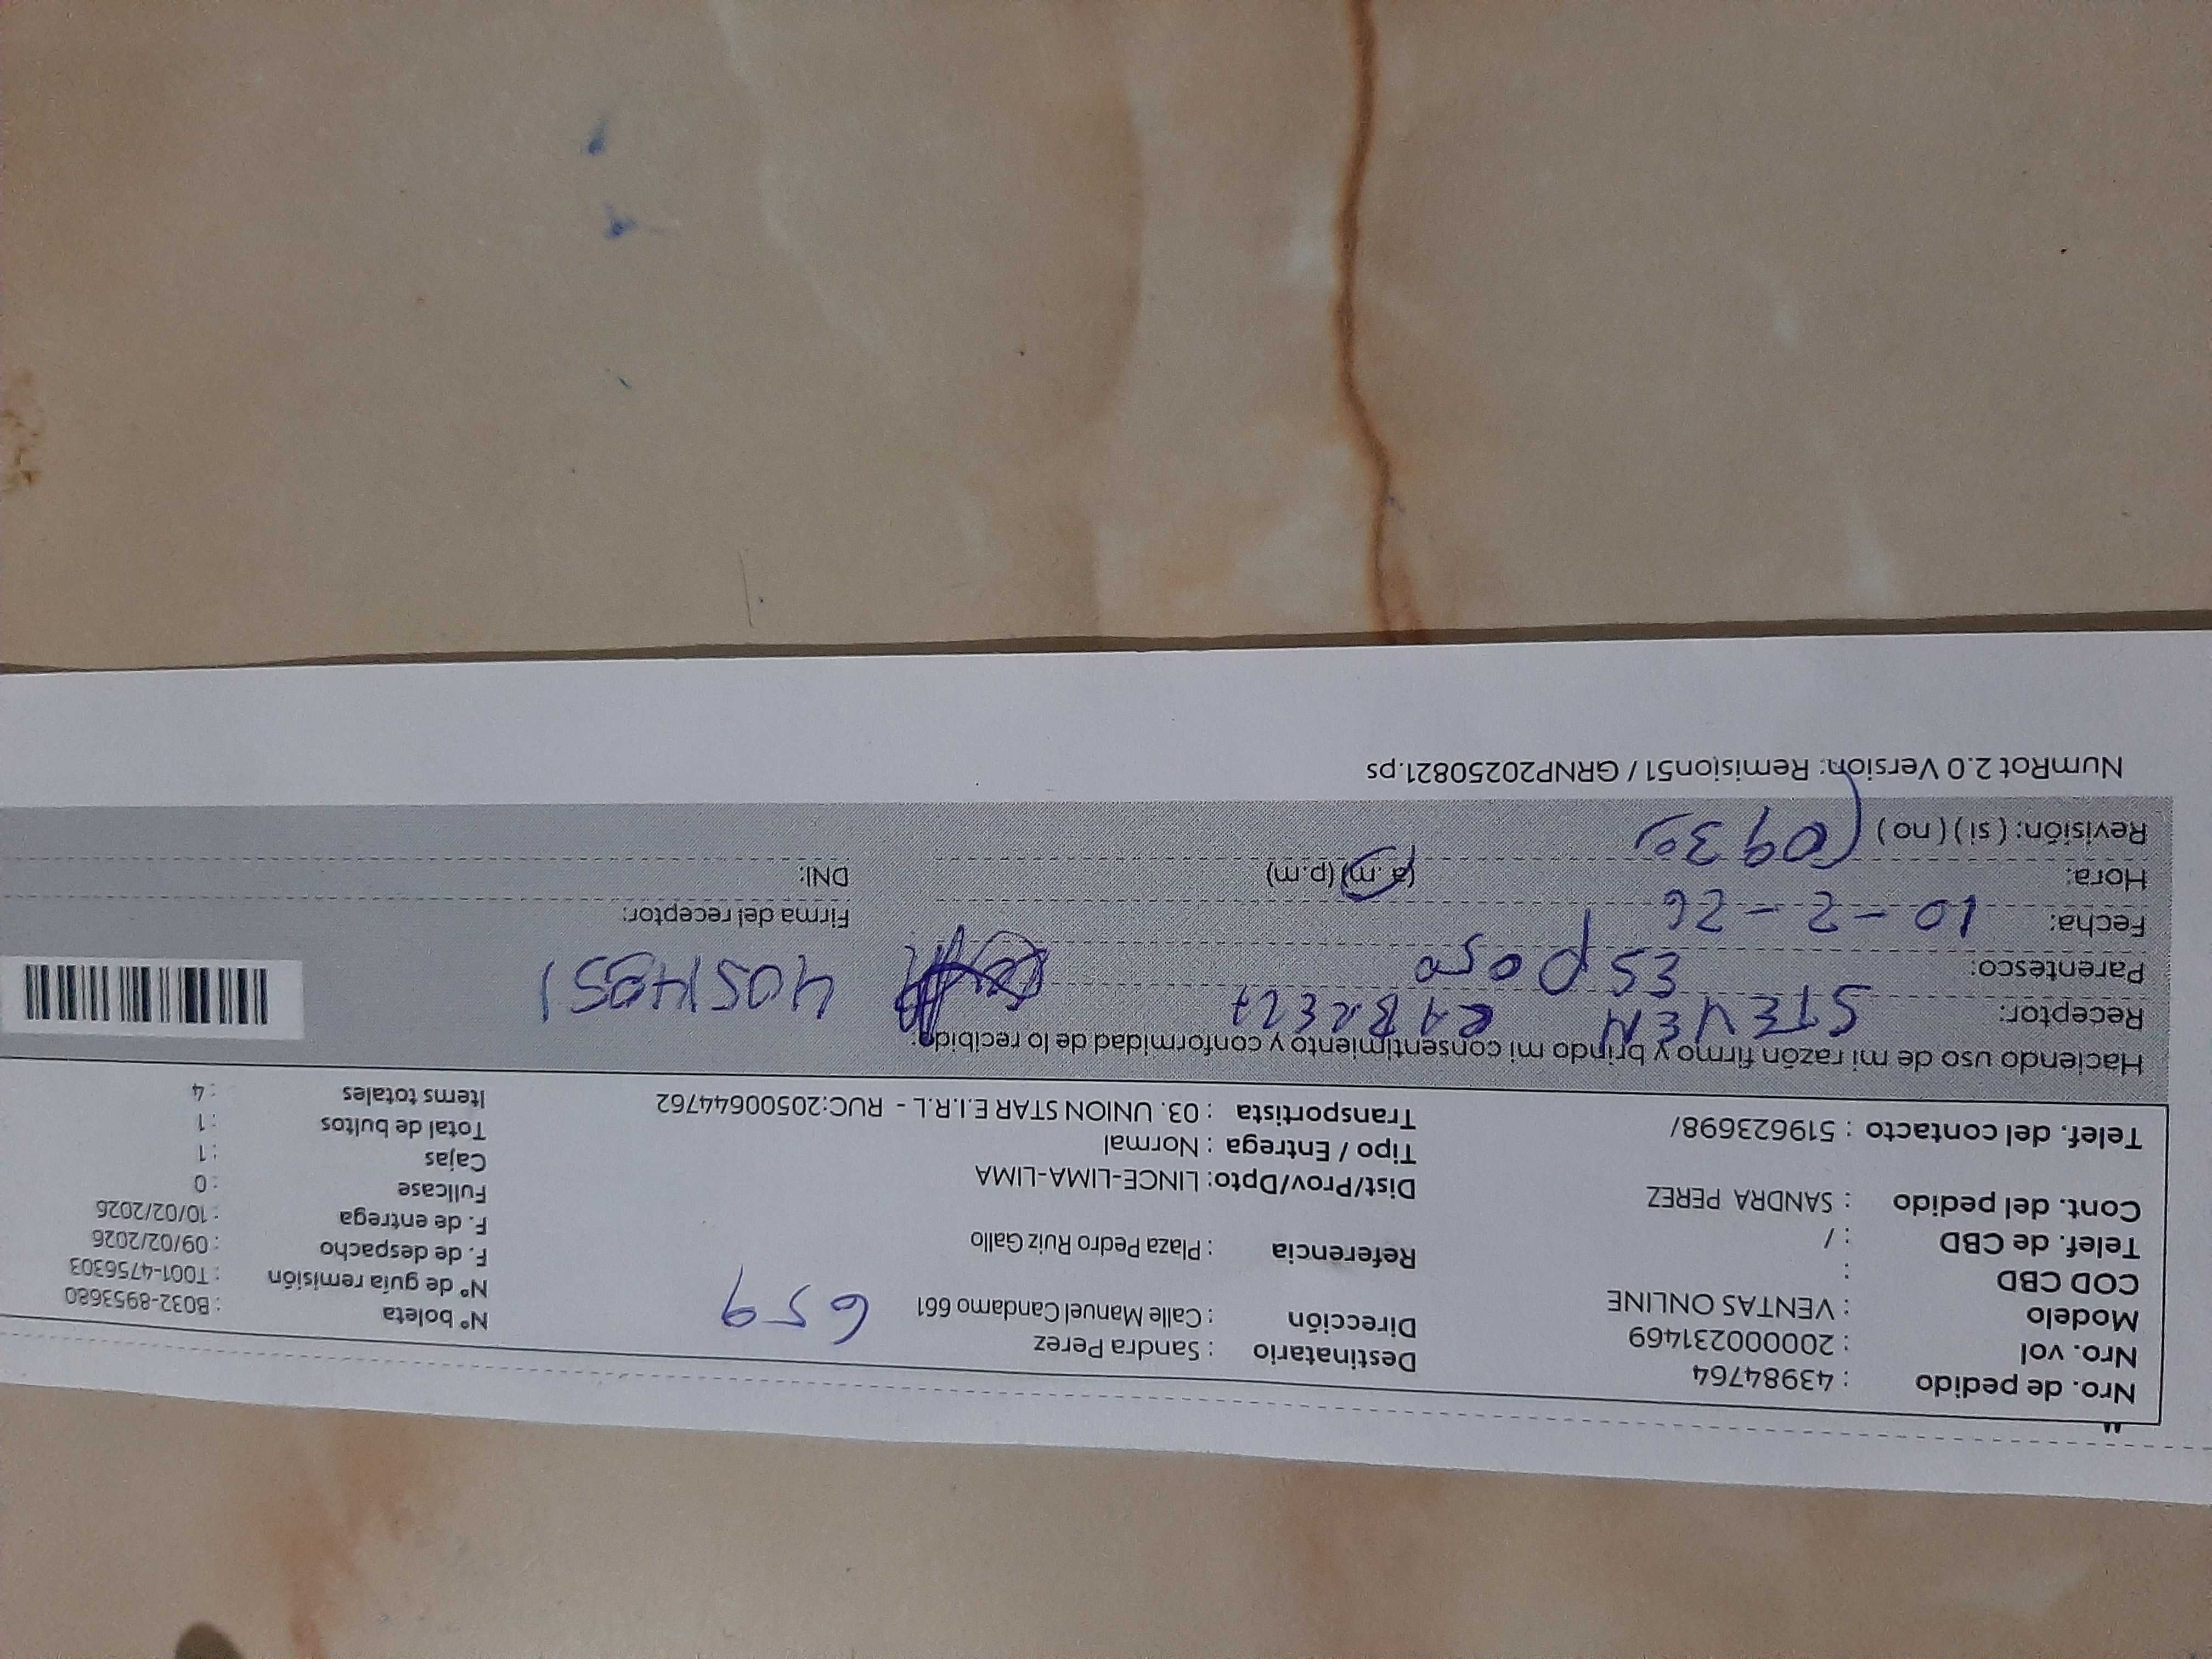 Nro. de pedido : 43984764
Nro. vol : 200000231469
Modelo : VENTAS ONLINE
COD CBD :
Telef. de CBD : /
Cont. del pedido : SANDRA PEREZ
Telef. del contacto : 519623698/
Destinatario : Sandra Perez
Dirección : Calle Manuel Candamo 661 659
Referencia : Plaza Pedro Ruiz Gallo
Dist/Prov/Dpto: LINCE-LIMA-LIMA
Tipo / Entrega : Normal
Transportista : 03. UNION STAR E.I.R.L - RUC:20500644762
Nº boleta : B032-8953680
Nº de guía remisión : T001-4756303
F. de despacho : 09/02/2026
F. de entrega : 10/02/2026
Fullcase : 0
Cajas : 1
Total de bultos : 1
Items totales : 4
Haciendo uso de mi razón firmo y brindo mi consentimiento y conformidad de lo recibido.
Receptor: STEVEN
Parentesco: ESPOSO
Fecha: 10-2-26
Hora: (a.m) (p.m)
Revisión: (si) (no) 0930
40514851
Firma del receptor:
DNI:
NumRot 2.0 Version: Remision51 / GRNP20250821.ps